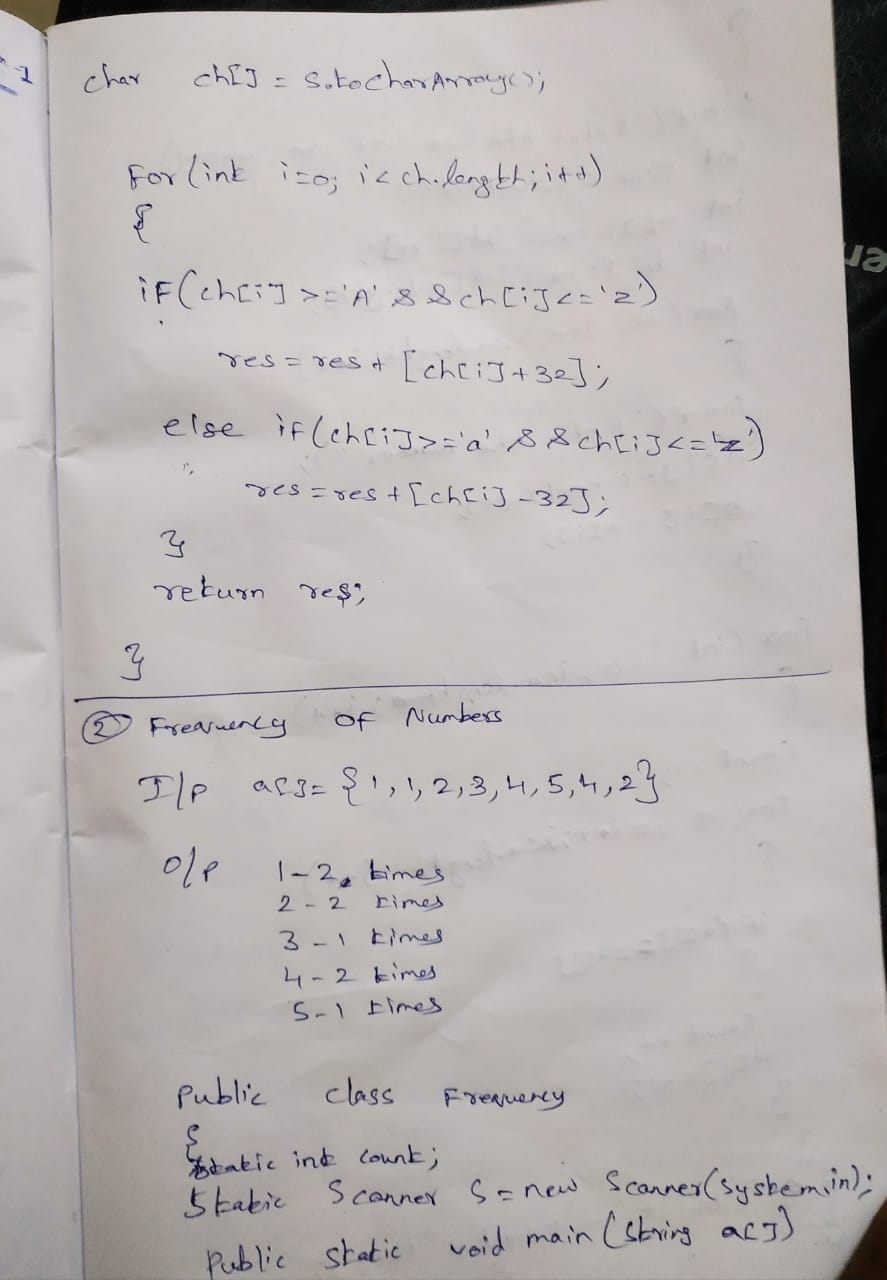 1
char ch[] = s.toCharArray();
For (int i=0; i< ch.length; i++)
{
iF(ch[i] >='A' && ch[i]<='z')
res = res + [ch[i]+32];
else iF(ch[i]>='a' && ch[i]<='z')
res = res + [ch[i] -32];
}
return res;
}
② Frequency OF Numbers
I/p a[]= {1,1,2,3,4,5,4,2}
O/P 1-2 times
2-2 times
3-1 times
4-2 times
5-1 times
Public class Frequency
{
static int count;
Static Scanner S = new Scanner(System.in);
Public static void main (String a[])